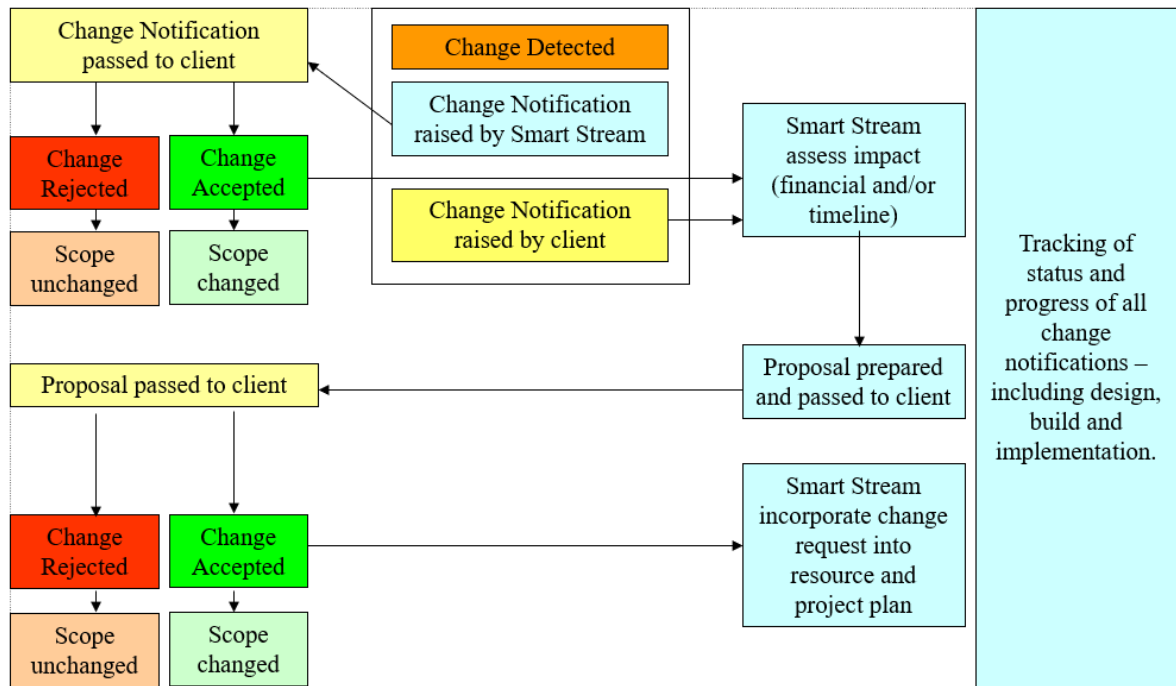 Change Notification
passed to client
Change Detected
Change Notification
raised by Smart Stream
Change
Rejected
Change
Accepted
Smart Stream
assess impact
(financial and/or
timeline)
Change Notification
raised by client
Scope
unchanged
Scope
changed
Tracking of
status and
progress of all
change
notifications –
including design,
build and
implementation.
Proposal passed to client
Proposal prepared
and passed to client
Change
Rejected
Change
Accepted
Smart Stream
incorporate change
request into
resource and
project plan
Scope
unchanged
Scope
changed